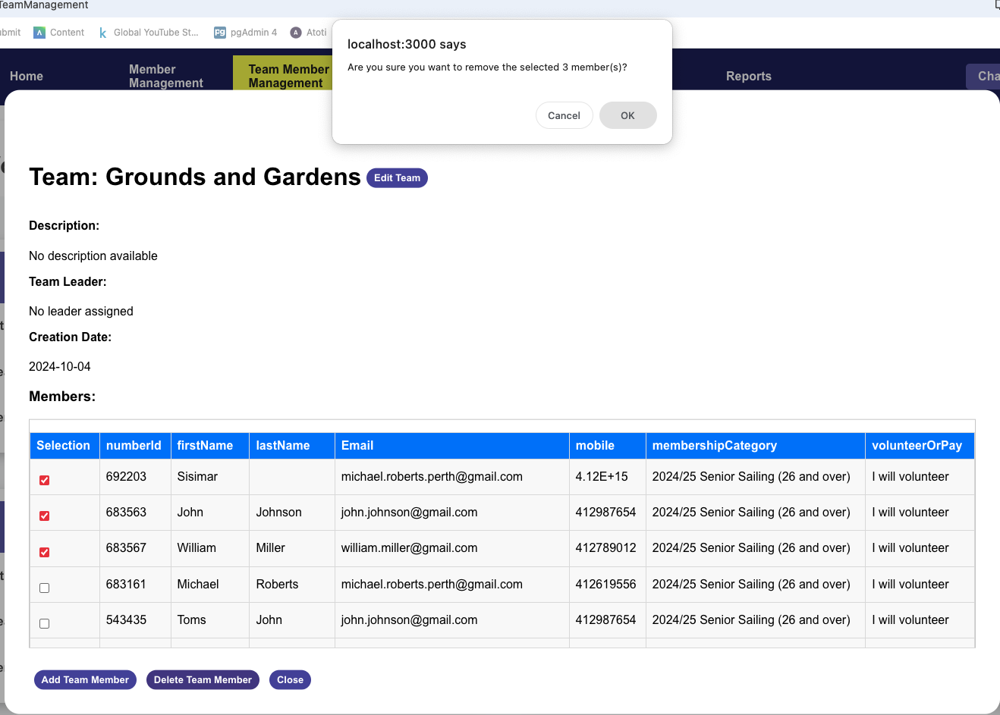 TeamManagement
Content
Global YouTube St...
pgAdmin 4
Atoti
localhost:3000 says
Are you sure you want to remove the selected 3 member(s)?
Cancel
OK
Home
Member Management
Team Member Management
Reports
Team: Grounds and Gardens
Edit Team
Description:
No description available
Team Leader:
No leader assigned
Creation Date:
2024-10-04
Members:
Selection numberId firstName lastName Email mobile membershipCategory volunteerOrPay
692203 Sisimar michael.roberts.perth@gmail.com 4.12E+15 2024/25 Senior Sailing (26 and over) I will volunteer
683563 John Johnson john.johnson@gmail.com 412987654 2024/25 Senior Sailing (26 and over) I will volunteer
683567 William Miller william.miller@gmail.com 412789012 2024/25 Senior Sailing (26 and over) I will volunteer
683161 Michael Roberts michael.roberts.perth@gmail.com 412619556 2024/25 Senior Sailing (26 and over) I will volunteer
543435 Toms John john.johnson@gmail.com 412987654 2024/25 Senior Sailing (26 and over) I will volunteer
Add Team Member
Delete Team Member
Close